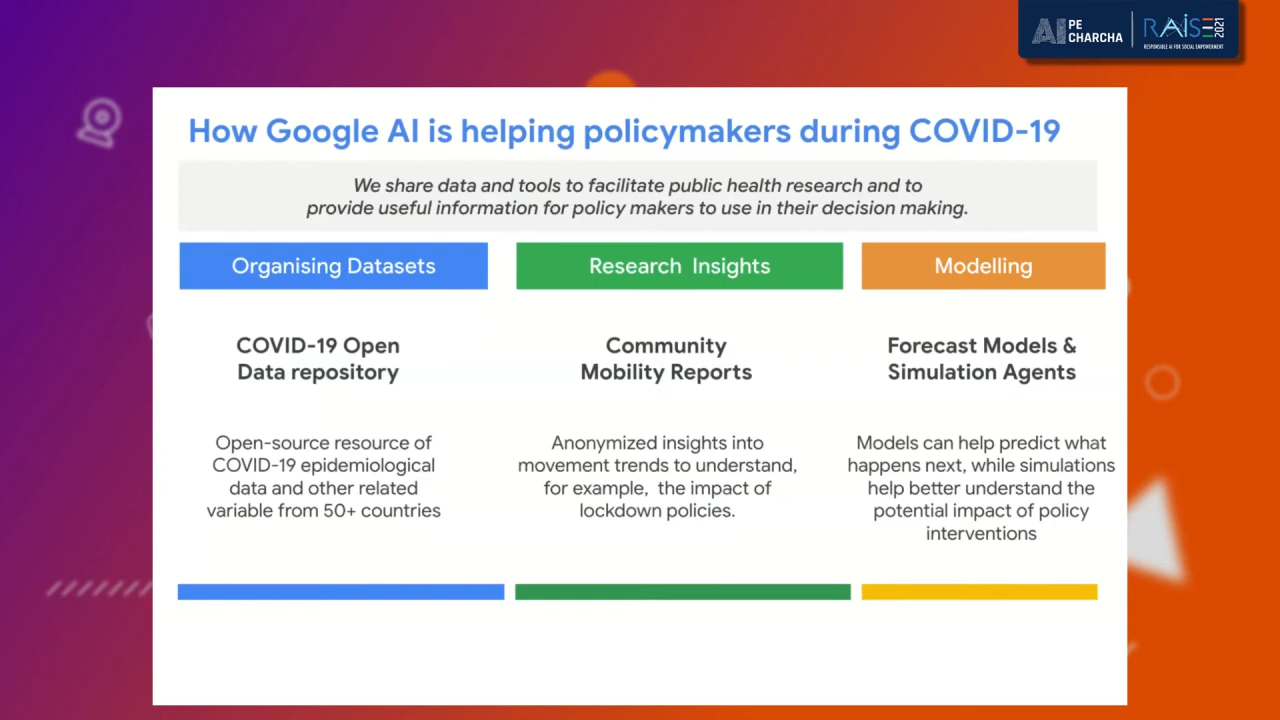 AI PE CHARCHA
RAISE 2021
RESPONSIBLE AI FOR SOCIAL EMPOWERMENT
How Google AI is helping policymakers during COVID-19
We share data and tools to facilitate public health research and to
provide useful information for policy makers to use in their decision making.
Organising Datasets
Research Insights
Modelling
COVID-19 Open
Data repository
Community
Mobility Reports
Forecast Models &
Simulation Agents
Open-source resource of
COVID-19 epidemiological
data and other related
variable from 50+ countries
Anonymized insights into
movement trends to understand,
for example, the impact of
lockdown policies.
Models can help predict what
happens next, while simulations
help better understand the
potential impact of policy
interventions